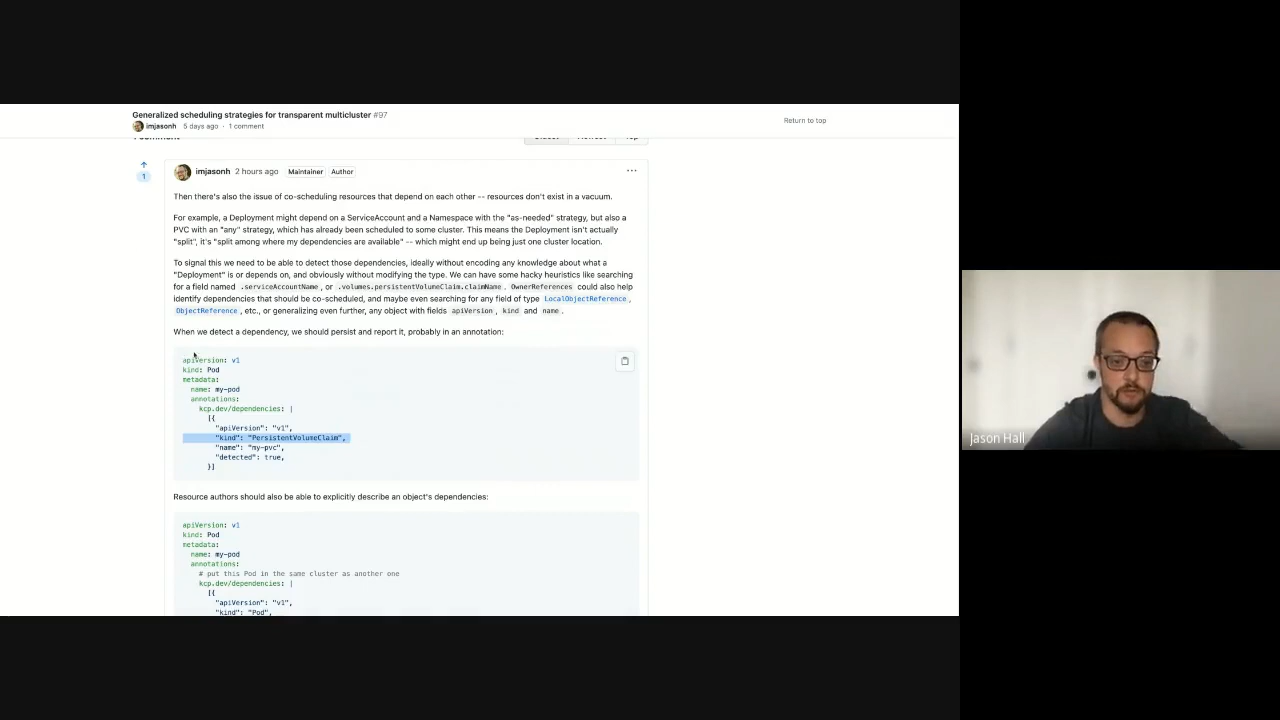 Generalized scheduling strategies for transparent multicluster #97
imjasonh 5 days ago · 1 comment
Return to top
1
imjasonh 2 hours ago Maintainer Author
Then there's also the issue of co-scheduling resources that depend on each other -- resources don't exist in a vacuum.
For example, a Deployment might depend on a ServiceAccount and a Namespace with the "as-needed" strategy, but also a
PVC with an "any" strategy, which has already been scheduled to some cluster. This means the Deployment isn't actually
"split", it's "split among where my dependencies are available" -- which might end up being just one cluster location.
To signal this we need to be able to detect those dependencies, ideally without encoding any knowledge about what a
"Deployment" is or depends on, and obviously without modifying the type. We can have some hacky heuristics like searching
for a field named .serviceAccountName, or .volumes.persistentVolumeClaim.claimName. OwnerReferences could also help
identify dependencies that should be co-scheduled, and maybe even searching for any field of type LocalObjectReference,
ObjectReference, etc., or generalizing even further, any object with fields apiVersion, kind and name.
When we detect a dependency, we should persist and report it, probably in an annotation:
apiVersion: v1
kind: Pod
metadata:
name: my-pod
annotations:
kcp.dev/dependencies: |
[{
"apiVersion": "v1",
"kind": "PersistentVolumeClaim",
"name": "my-pvc",
"detected": true,
}]
Resource authors should also be able to explicitly describe an object's dependencies:
apiVersion: v1
kind: Pod
metadata:
name: my-pod
annotations:
# put this Pod in the same cluster as another one
kcp.dev/dependencies: |
[{
"apiVersion": "v1",
"kind": "Pod",
Jason Hall